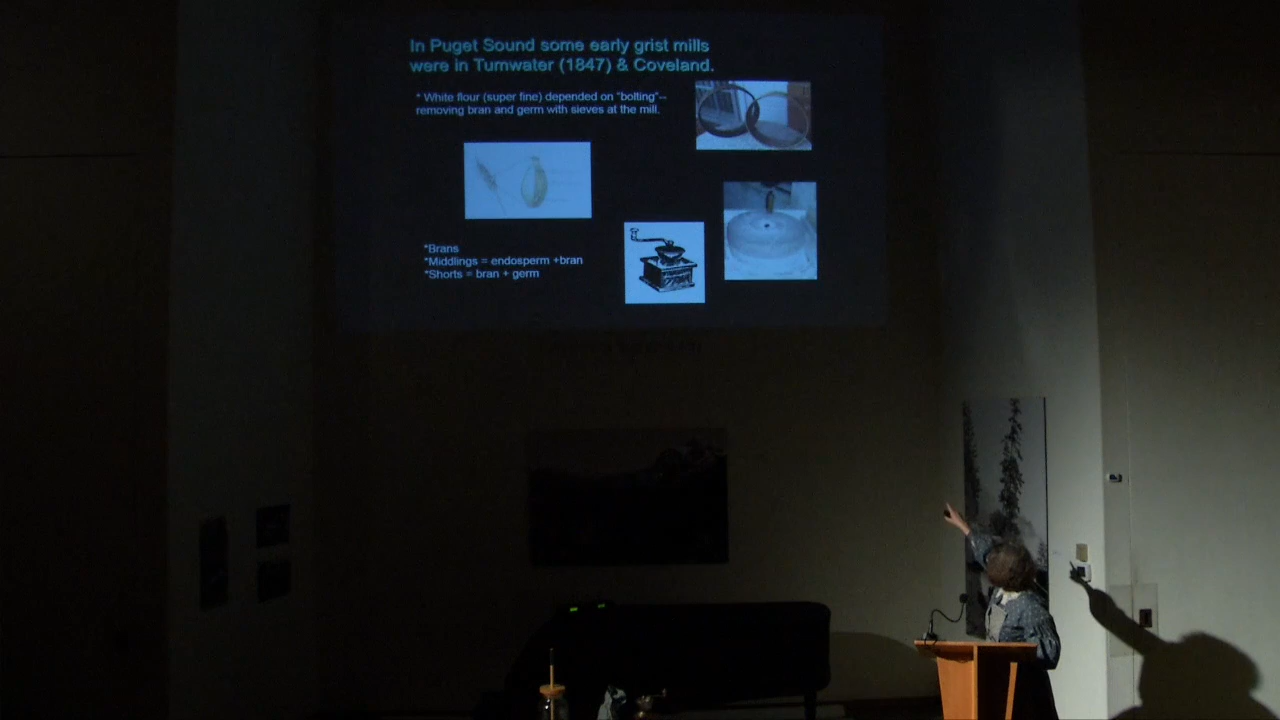 In Puget Sound some early grist mills
were in Tumwater (1847) & Coveland.
* White flour (super fine) depended on "bolting"--
removing bran and germ with sieves at the mill.
*Brans
*Middlings = endosperm +bran
*Shorts = bran + germ